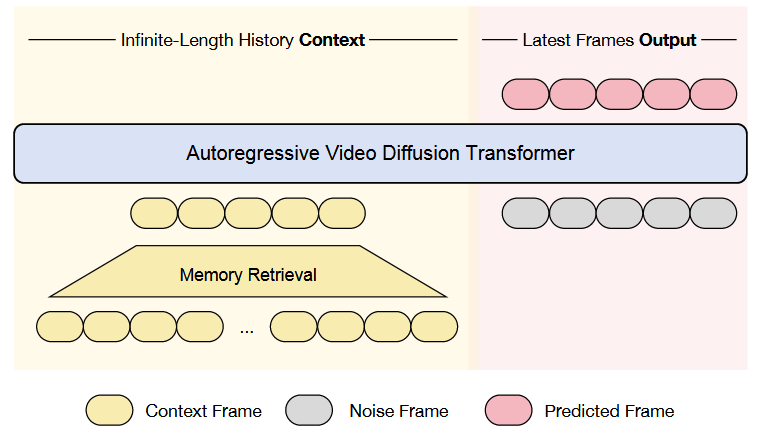 Infinite-Length History Context
Latest Frames Output
Autoregressive Video Diffusion Transformer
Memory Retrieval
...
Context Frame
Noise Frame
Predicted Frame